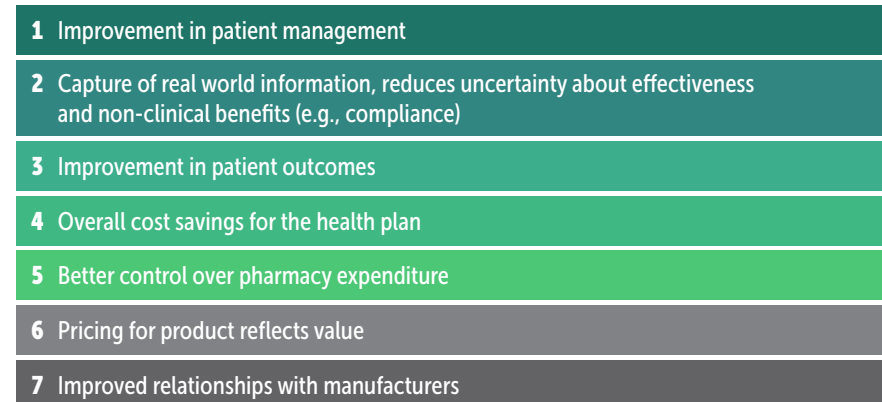 1 Improvement in patient management
2 Capture of real world information, reduces uncertainty about effectiveness
and non-clinical benefits (e.g., compliance)
3 Improvement in patient outcomes
4 Overall cost savings for the health plan
5 Better control over pharmacy expenditure
6 Pricing for product reflects value
7 Improved relationships with manufacturers